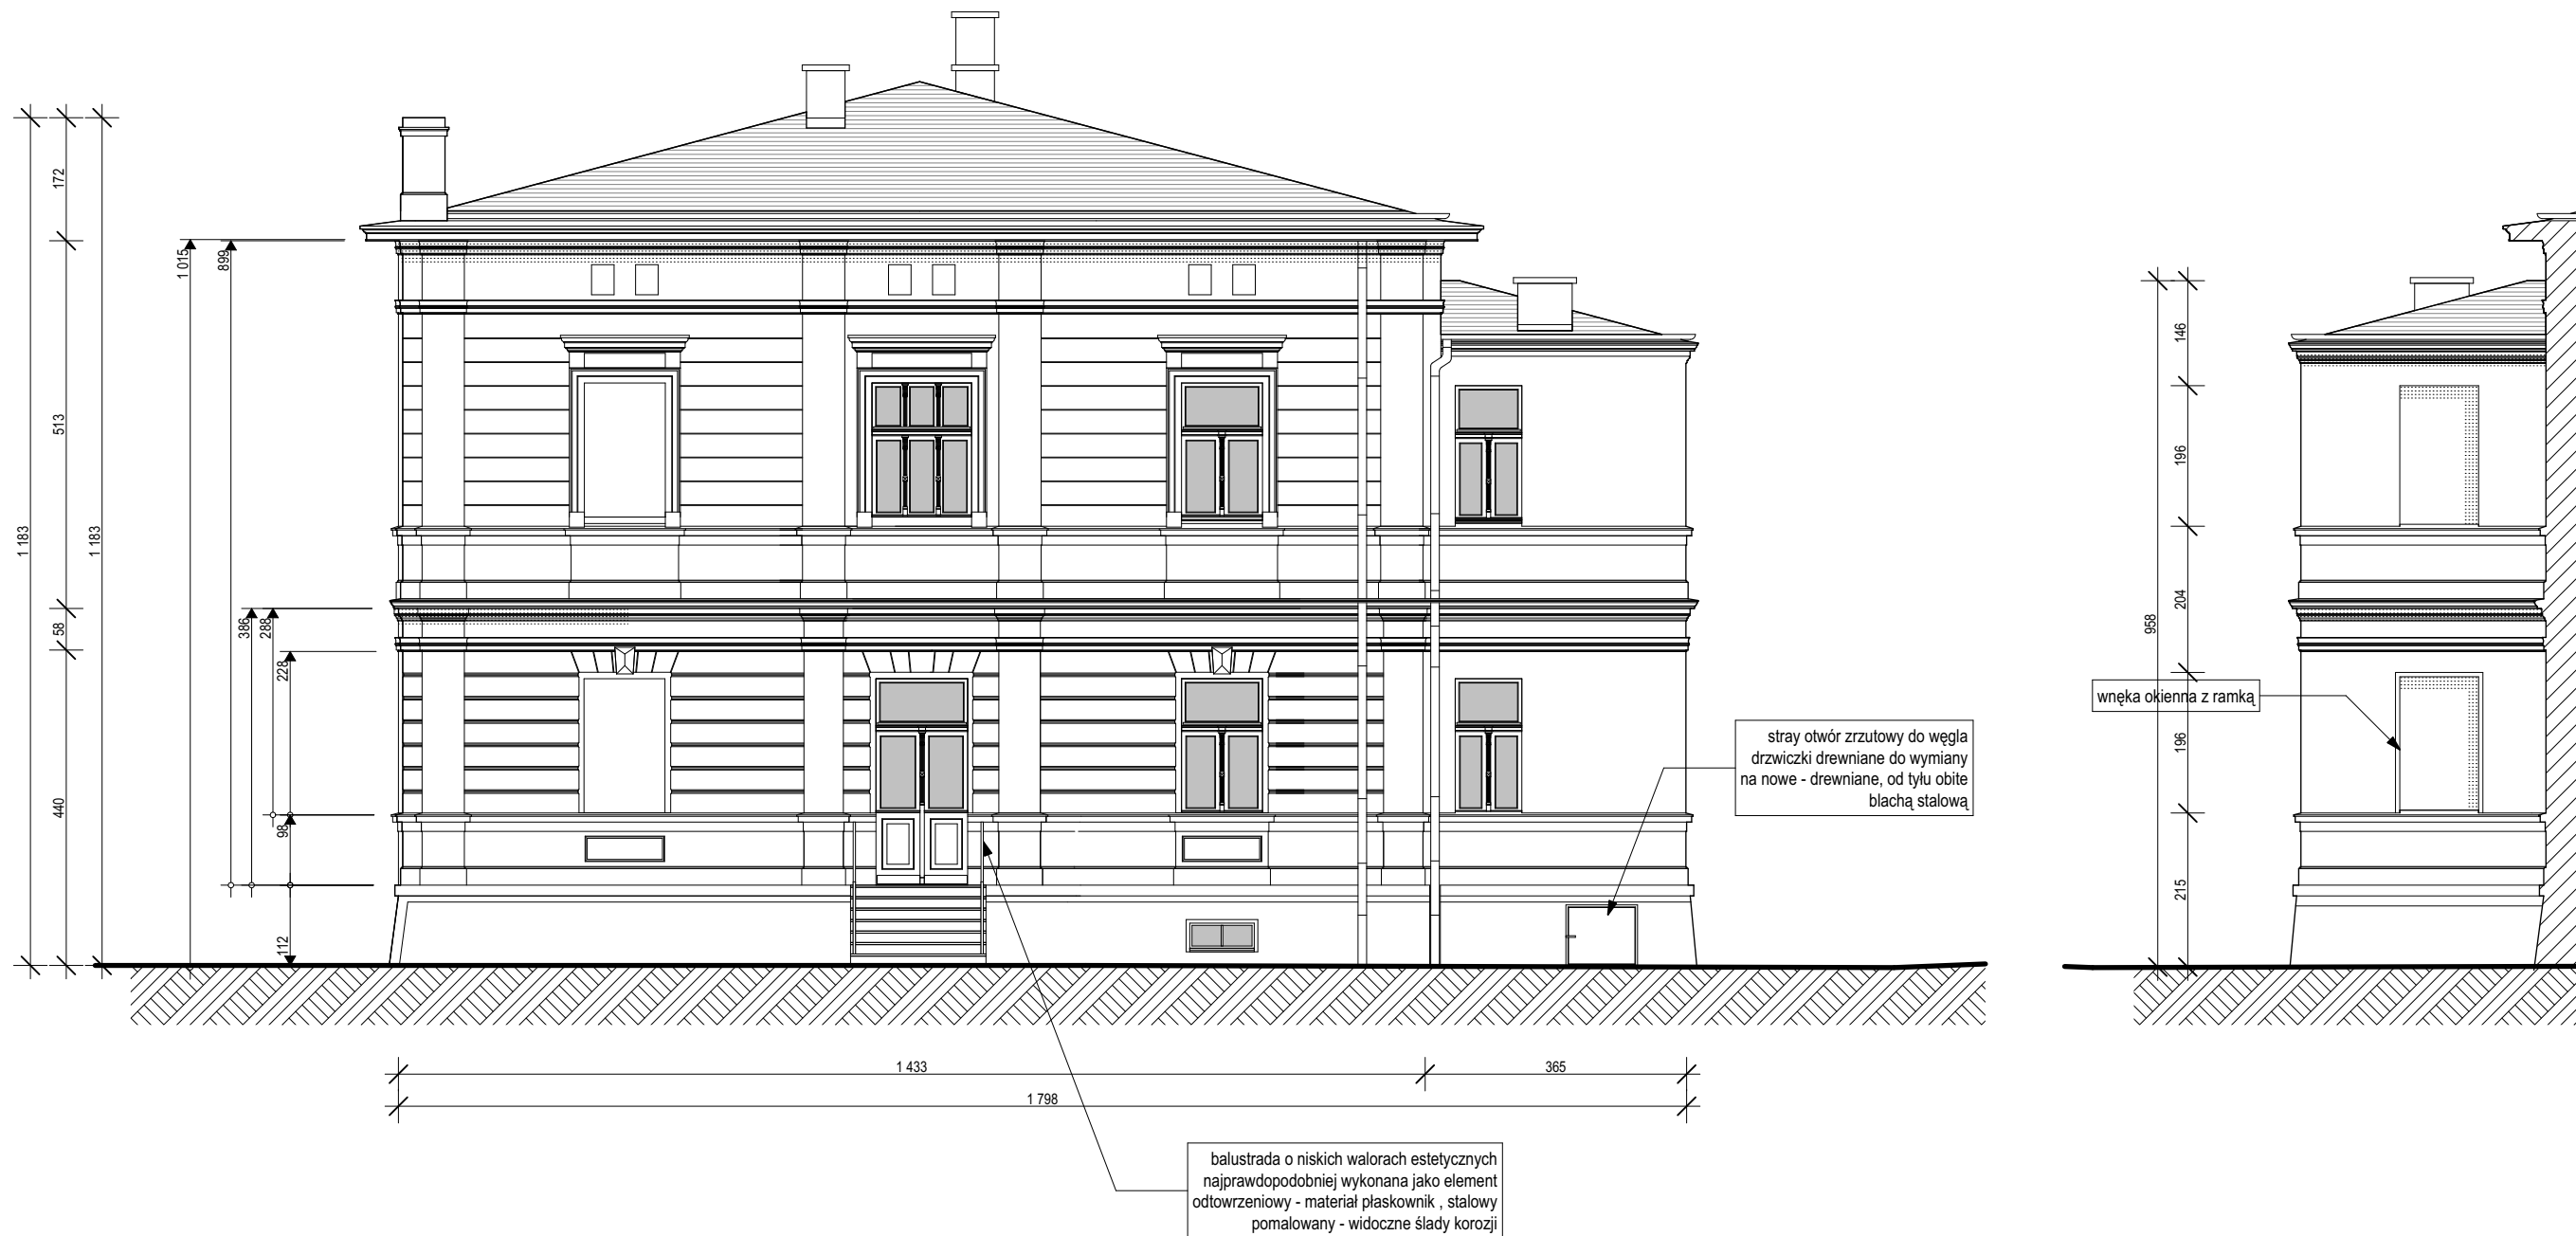 172
513
58
440
1 183
1 183
1 015
899
386
288
228
98
112
1 433
365
1 798
958
146
196
204
196
215
wnęka okienna z ramką
stray otwór zrzutowy do węgla
drzwiczki drewniane do wymiany
na nowe - drewniane, od tyłu obite
blachą stalową
balustrada o niskich walorach estetycznych
najprawdopodobniej wykonana jako element
odtowrzeniowy - materiał płaskownik , stalowy
pomalowany - widoczne ślady korozji